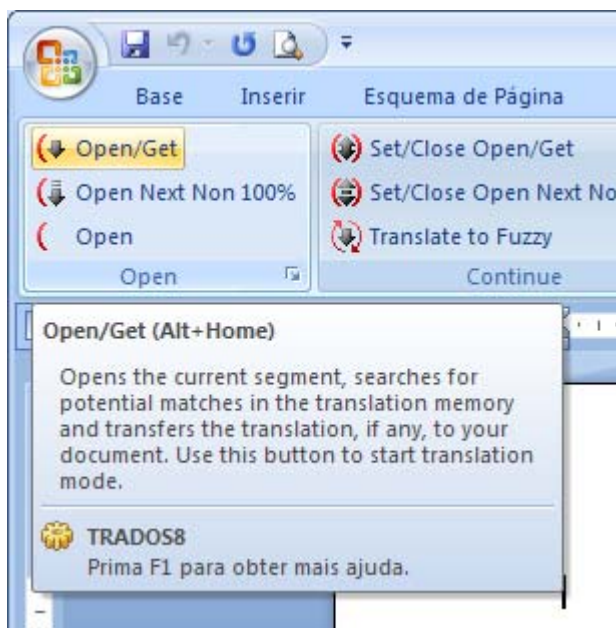 Base Inserir Esquema de Página
Open/Get
Open Next Non 100%
Open
Open
Set/Close Open/Get
Set/Close Open Next No
Translate to Fuzzy
Continue
Open/Get (Alt+Home)
Opens the current segment, searches for
potential matches in the translation memory
and transfers the translation, if any, to your
document. Use this button to start translation
mode.
TRADOS8
Prima F1 para obter mais ajuda.